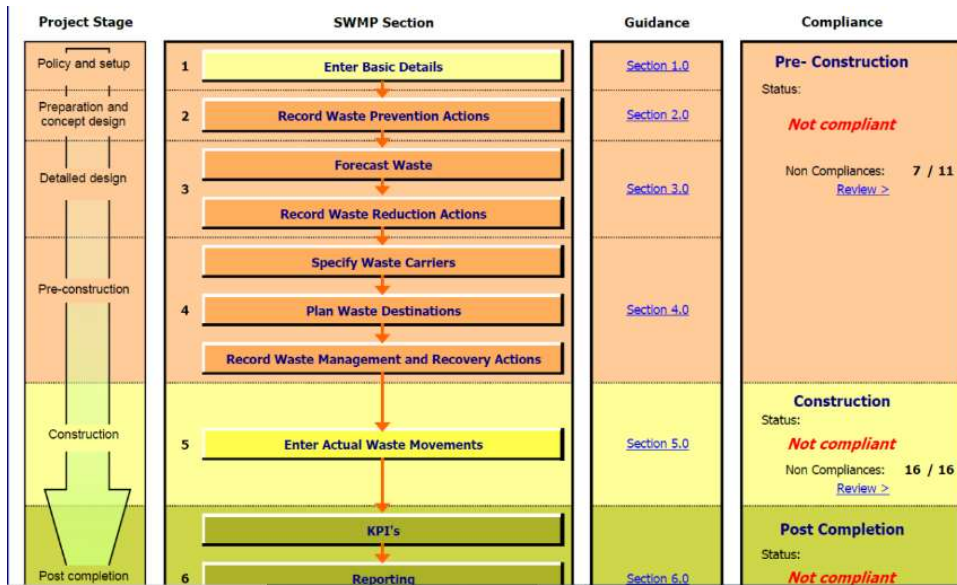 Project Stage
SWMP Section
Guidance
Compliance
Policy and setup
1
Enter Basic Details
Section 1.0
Pre- Construction
Status:
Preparation and
concept design
2
Record Waste Prevention Actions
Section 2.0
Not compliant
Detailed design
3
Forecast Waste
Record Waste Reduction Actions
Section 3.0
Non Compliances: 7 / 11
Review >
Pre-construction
4
Specify Waste Carriers
Plan Waste Destinations
Record Waste Management and Recovery Actions
Section 4.0
Construction
5
Enter Actual Waste Movements
Section 5.0
Construction
Status:
Not compliant
Non Compliances: 16 / 16
Review >
Post completion
6
KPI's
Reporting
Section 6.0
Post Completion
Status:
Not compliant